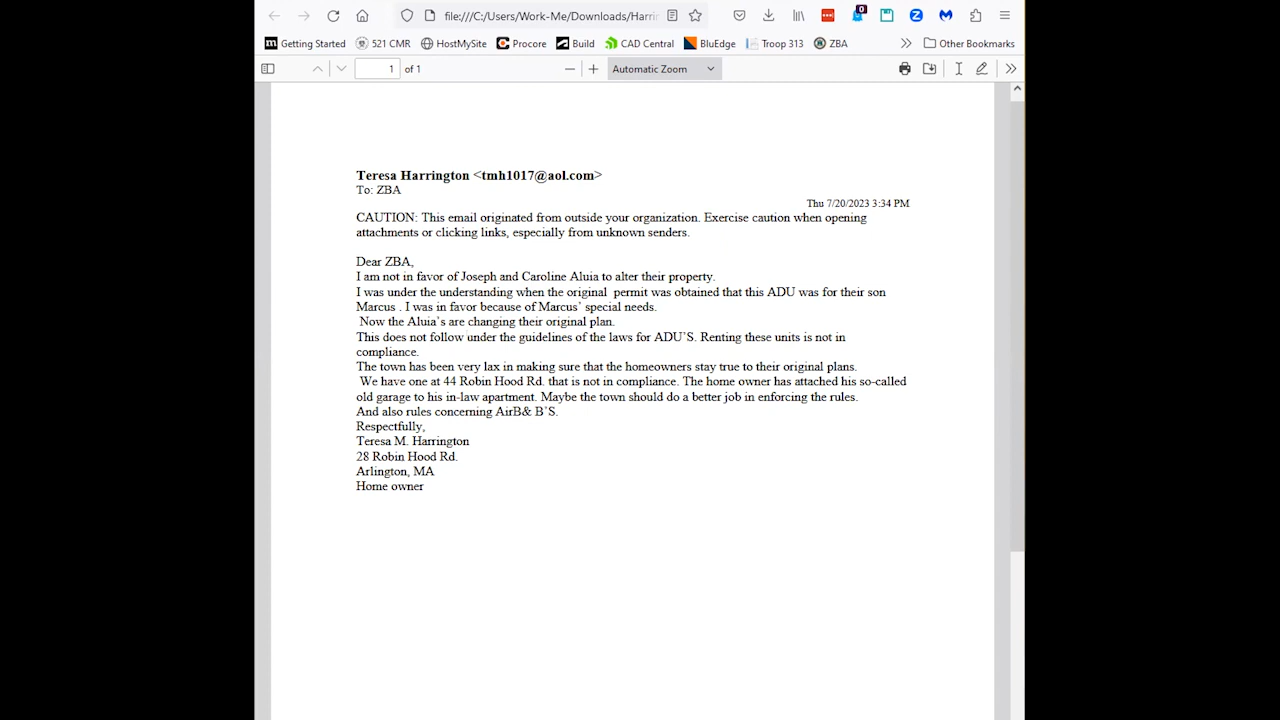 file:///C:/Users/Work-Me/Downloads/Harrin
0
Getting Started 521 CMR HostMySite Procore Build CAD Central BluEdge Troop 313 ZBA Other Bookmarks
1 of 1 Automatic Zoom
Teresa Harrington <tmh1017@aol.com>
To: ZBA
Thu 7/20/2023 3:34 PM
CAUTION: This email originated from outside your organization. Exercise caution when opening
attachments or clicking links, especially from unknown senders.
Dear ZBA,
I am not in favor of Joseph and Caroline Aluia to alter their property.
I was under the understanding when the original permit was obtained that this ADU was for their son
Marcus . I was in favor because of Marcus’ special needs.
Now the Aluia’s are changing their original plan.
This does not follow under the guidelines of the laws for ADU’S. Renting these units is not in
compliance.
The town has been very lax in making sure that the homeowners stay true to their original plans.
We have one at 44 Robin Hood Rd. that is not in compliance. The home owner has attached his so-called
old garage to his in-law apartment. Maybe the town should do a better job in enforcing the rules.
And also rules concerning AirB& B’S.
Respectfully,
Teresa M. Harrington
28 Robin Hood Rd.
Arlington, MA
Home owner